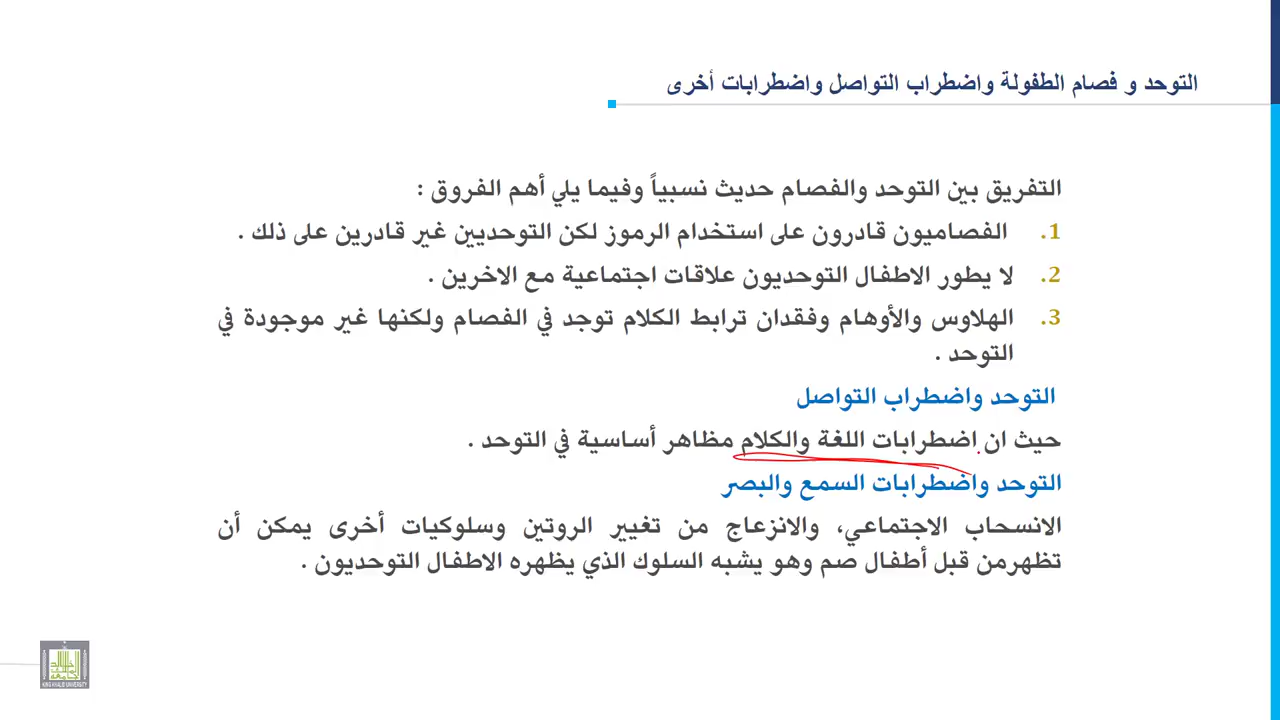 التوحد و فصام الطفولة واضطراب التواصل واضطرابات أخرى
التفريق بين التوحد والفصام حديث نسبياً وفيما يلي أهم الفروق :
1. الفصاميون قادرون على استخدام الرموز لكن التوحديين غير قادرين على ذلك .
2. لا يطور الاطفال التوحديون علاقات اجتماعية مع الاخرين .
3. الهلاوس والأوهام وفقدان ترابط الكلام توجد في الفصام ولكنها غير موجودة في
التوحد .
التوحد واضطراب التواصل
حيث ان اضطرابات اللغة والكلام مظاهر أساسية في التوحد .
التوحد واضطرابات السمع والبصر
الانسحاب الاجتماعي، والانزعاج من تغيير الروتين وسلوكيات أخرى يمكن أن
تظهرمن قبل أطفال صم وهو يشبه السلوك الذي يظهره الاطفال التوحديون .
KING KHALID UNIVERSITY